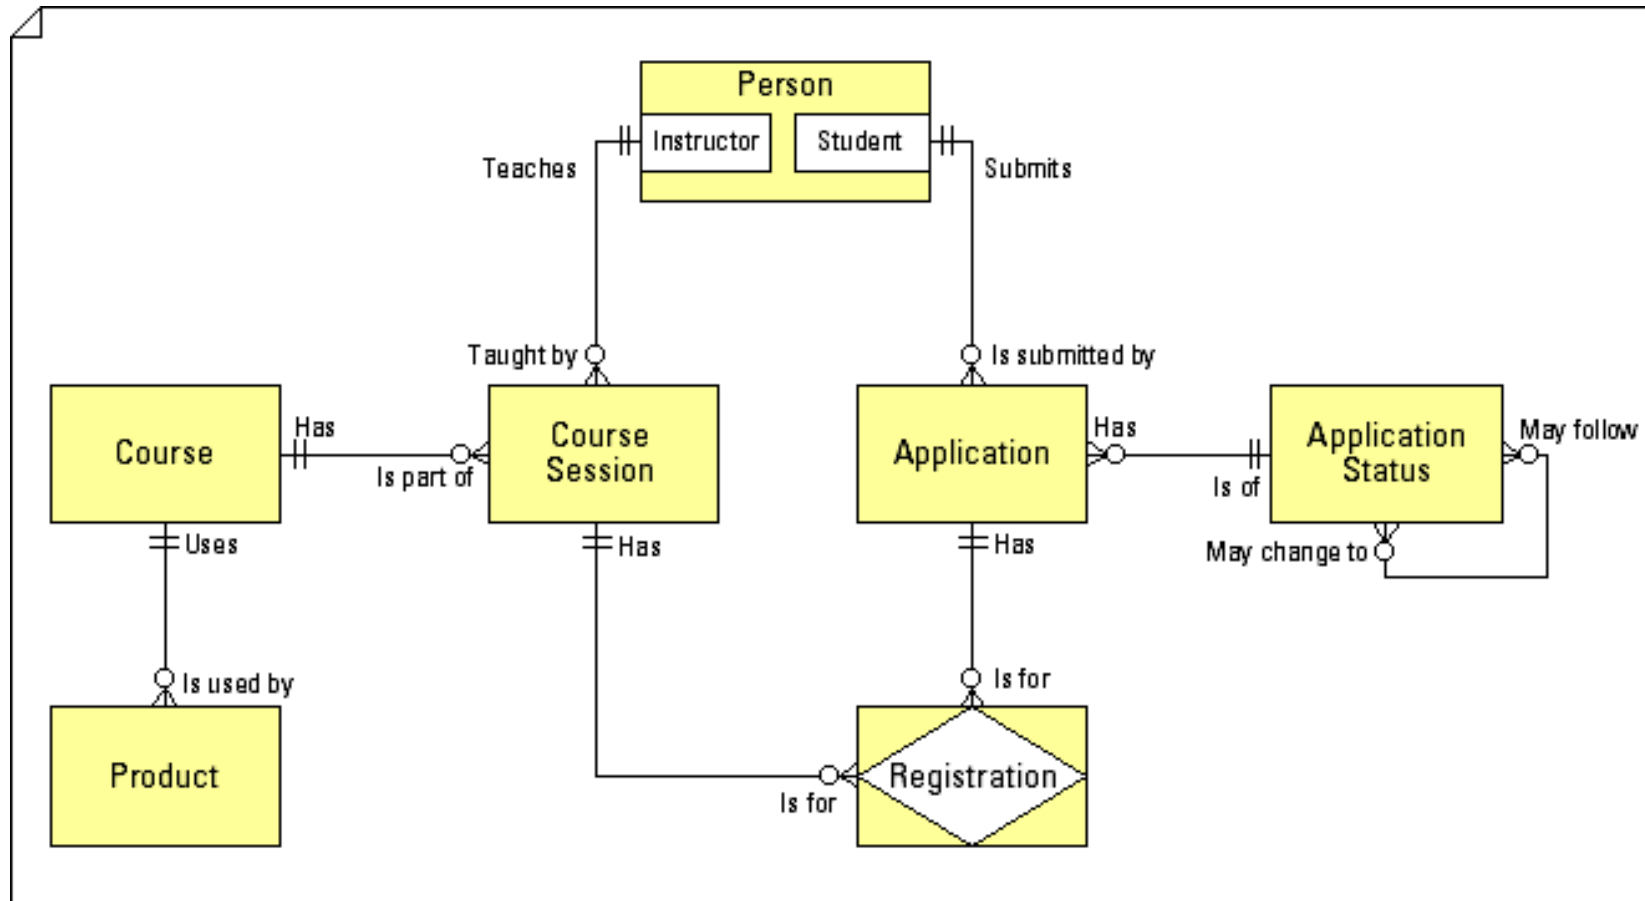 Person
Instructor
Student
Teaches
Submits
Taught by
Is submitted by
Course
Has
Is part of
Course
Session
Application
Has
Is of
Application
Status
May follow
Uses
Has
Has
May change to
Is used by
Is for
Product
Is for
Registration